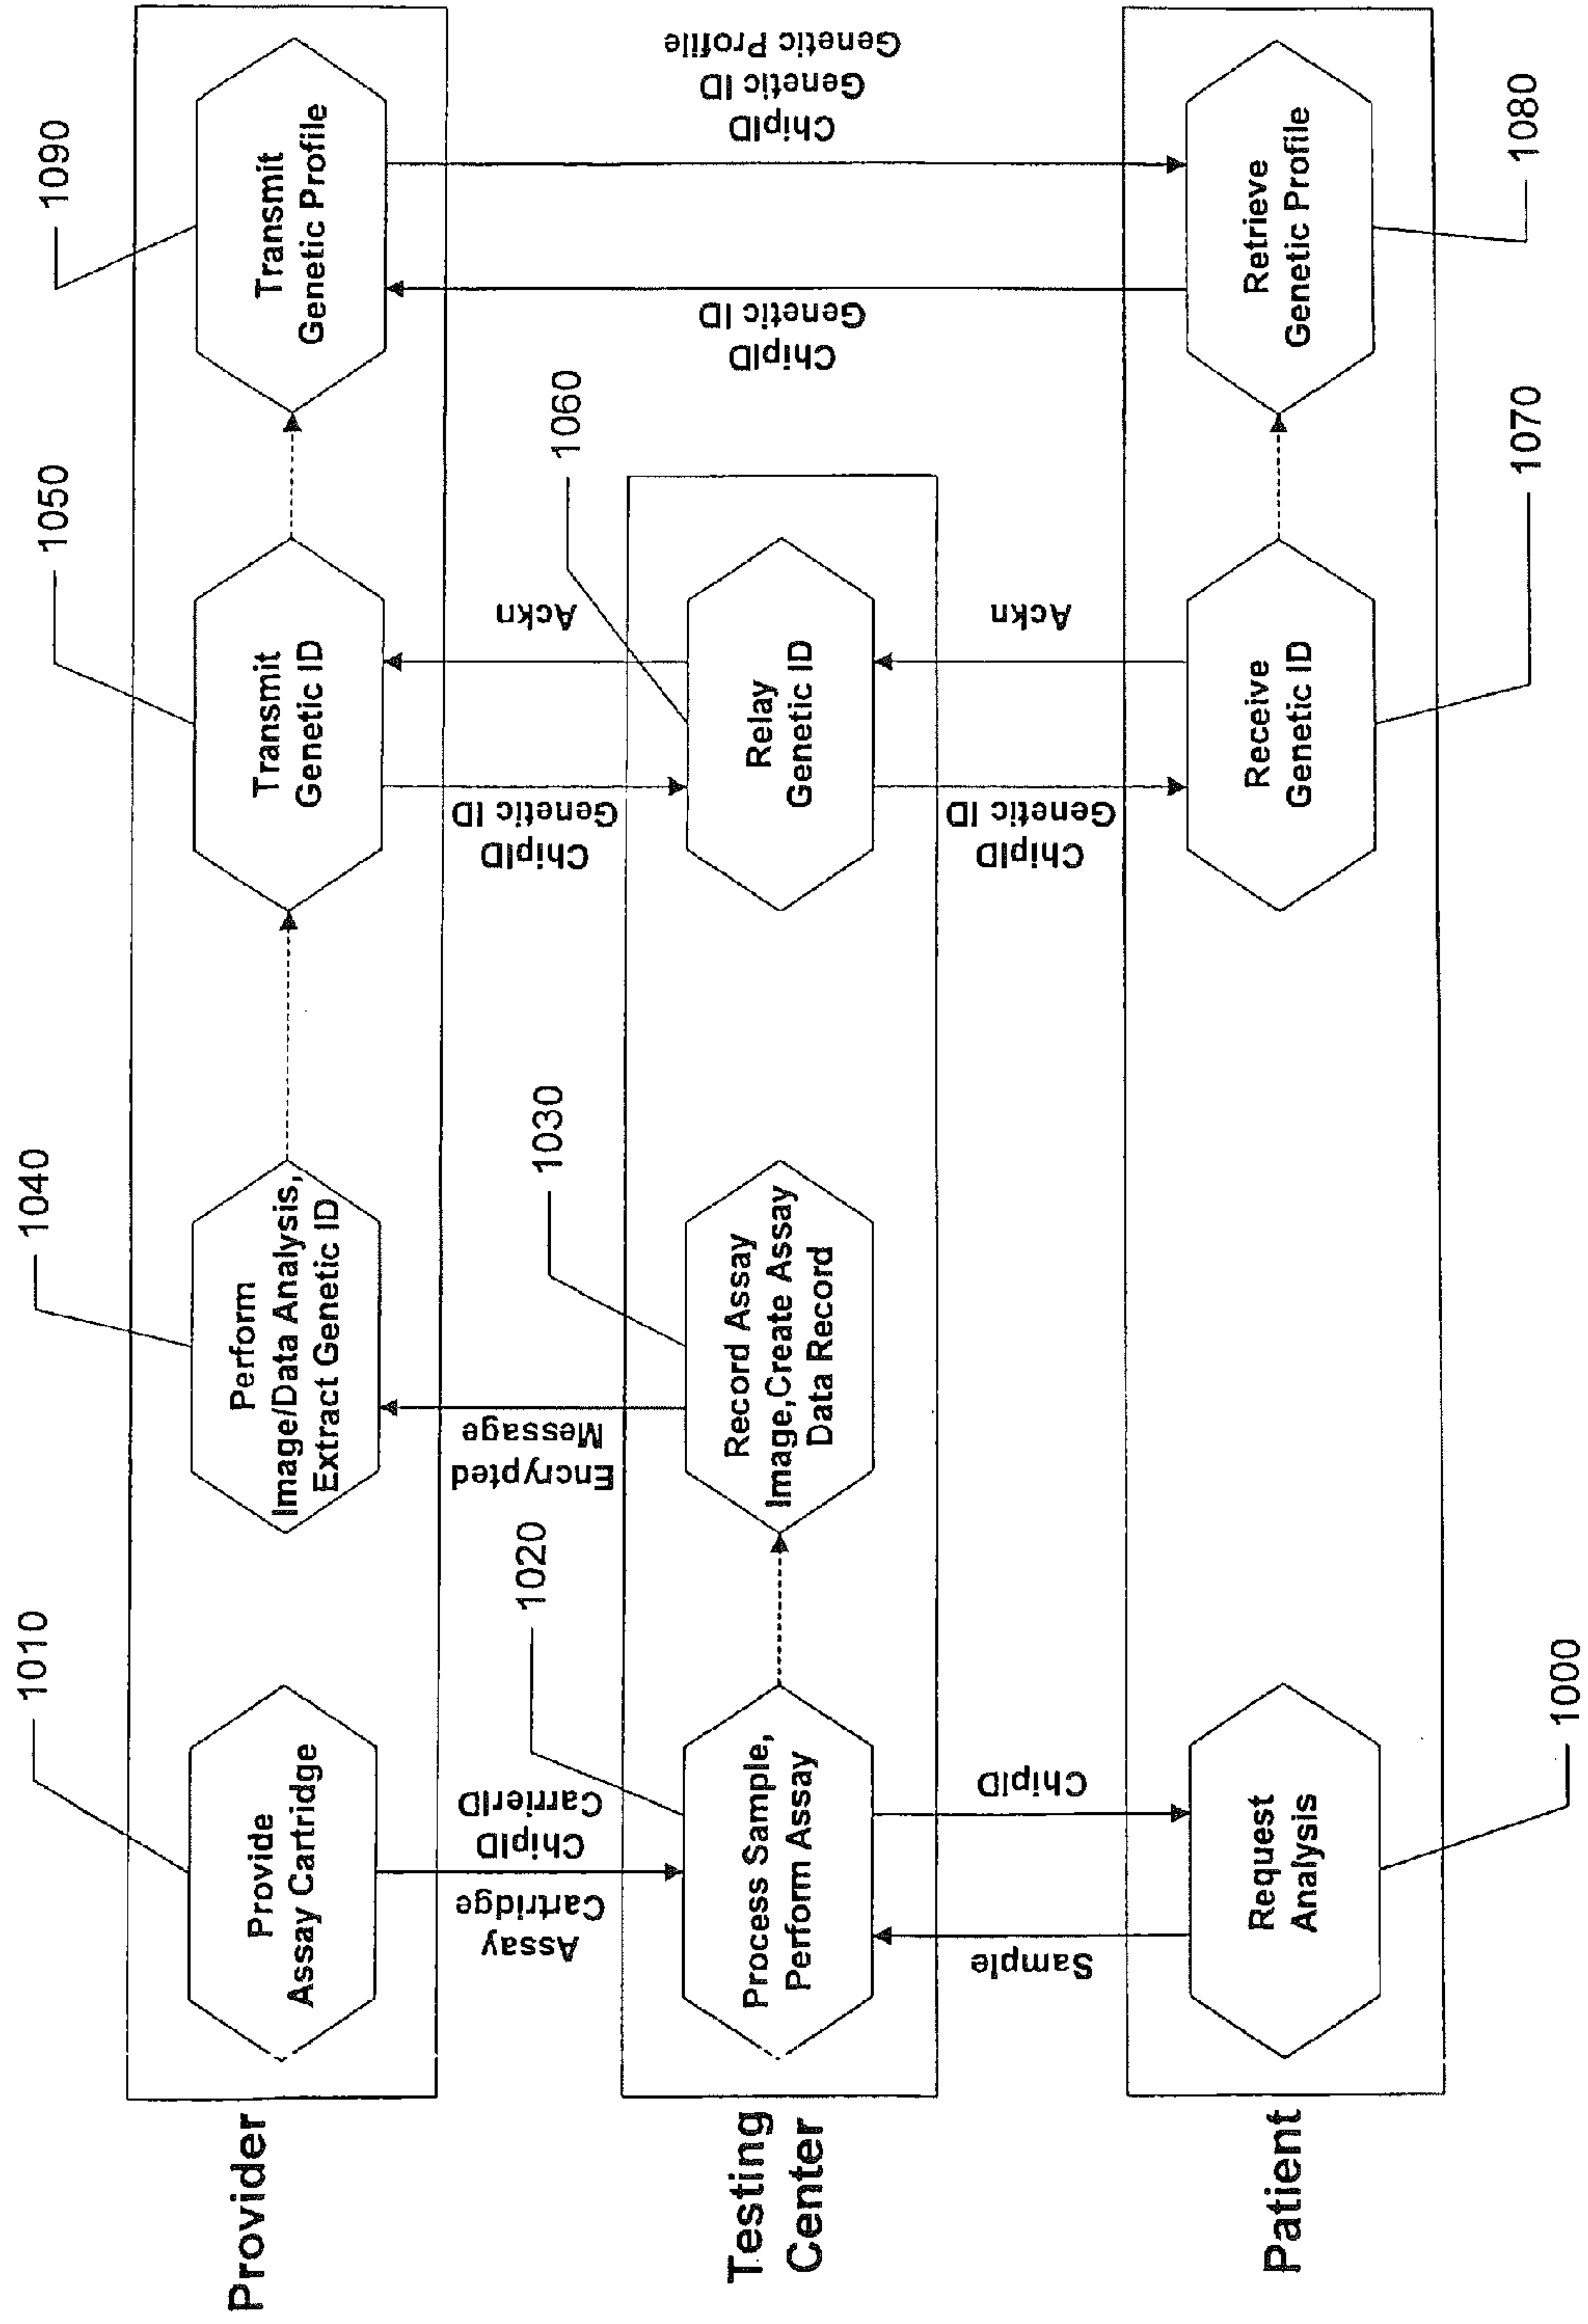 Provider
1010
Provide
Assay Cartridge
1040
Perform
Image/Data Analysis,
Extract Genetic ID
1050
Transmit
Genetic ID
1090
Transmit
Genetic Profile
Assay
Cartridge
ChipID
CarrierID
Encrypted
Message
ChipID
Genetic ID
Ackn
ChipID
Genetic ID
ChipID
Genetic ID
Genetic Profile
Testing
Center
1020
Process Sample,
Perform Assay
1030
Record Assay
Image,Create Assay
Data Record
1060
Relay
Genetic ID
Sample
ChipID
ChipID
Genetic ID
Ackn
Patient
Request
Analysis
1000
Receive
Genetic ID
1070
Retrieve
Genetic Profile
1080